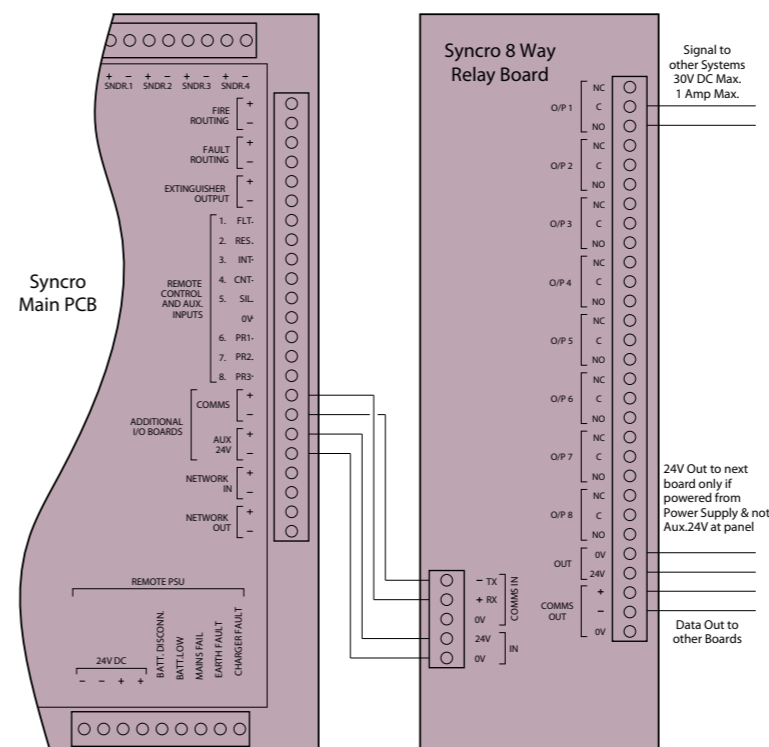 + – + – + – + –
SNDR.1 SNDR.2 SNDR.3 SNDR.4
FIRE
ROUTING
+
–
FAULT
ROUTING
+
–
EXTINGUISHER
OUTPUT
+
–
REMOTE
CONTROL
AND AUX.
INPUTS
1. FLT-
2. RES.
3. INT-
4. CNT-
5. SIL.
0V-
6. PR1-
7. PR2.
8. PR3-
Syncro
Main PCB
ADDITIONAL
I/O BOARDS
COMMS
+
–
AUX
24V
+
–
NETWORK
IN
+
–
NETWORK
OUT
+
–
REMOTE PSU
24V DC
– – + +
BATT. DISCONN.
BATT.LOW
MAINS FAIL
EARTH FAULT
CHARGER FAULT
Syncro 8 Way
Relay Board
– TX
+ RX
0V
COMMS IN
24V
0V
IN
O/P 1
NC
C
NO
O/P 2
NC
C
NO
O/P 3
NC
C
NO
O/P 4
NC
C
NO
O/P 5
NC
C
NO
O/P 6
NC
C
NO
O/P 7
NC
C
NO
O/P 8
NC
C
NO
OUT
0V
24V
COMMS
OUT
+
–
0V
Signal to
other Systems
30V DC Max.
1 Amp Max.
24V Out to next
board only if
powered from
Power Supply & not
Aux.24V at panel
Data Out to
other Boards